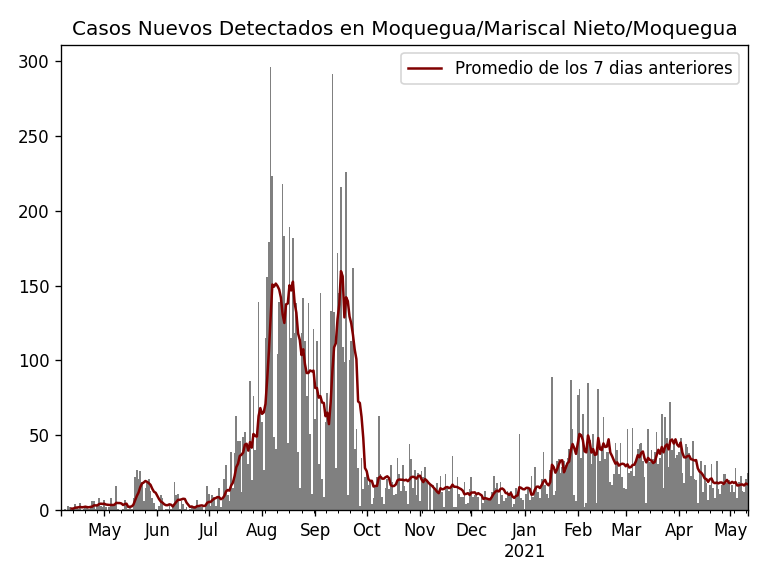 Casos Nuevos Detectados en Moquegua/Mariscal Nieto/Moquegua
Promedio de los 7 dias anteriores
300
250
200
150
100
50
0
May Jun Jul Aug Sep Oct Nov Dec Jan Feb Mar Apr May
2021